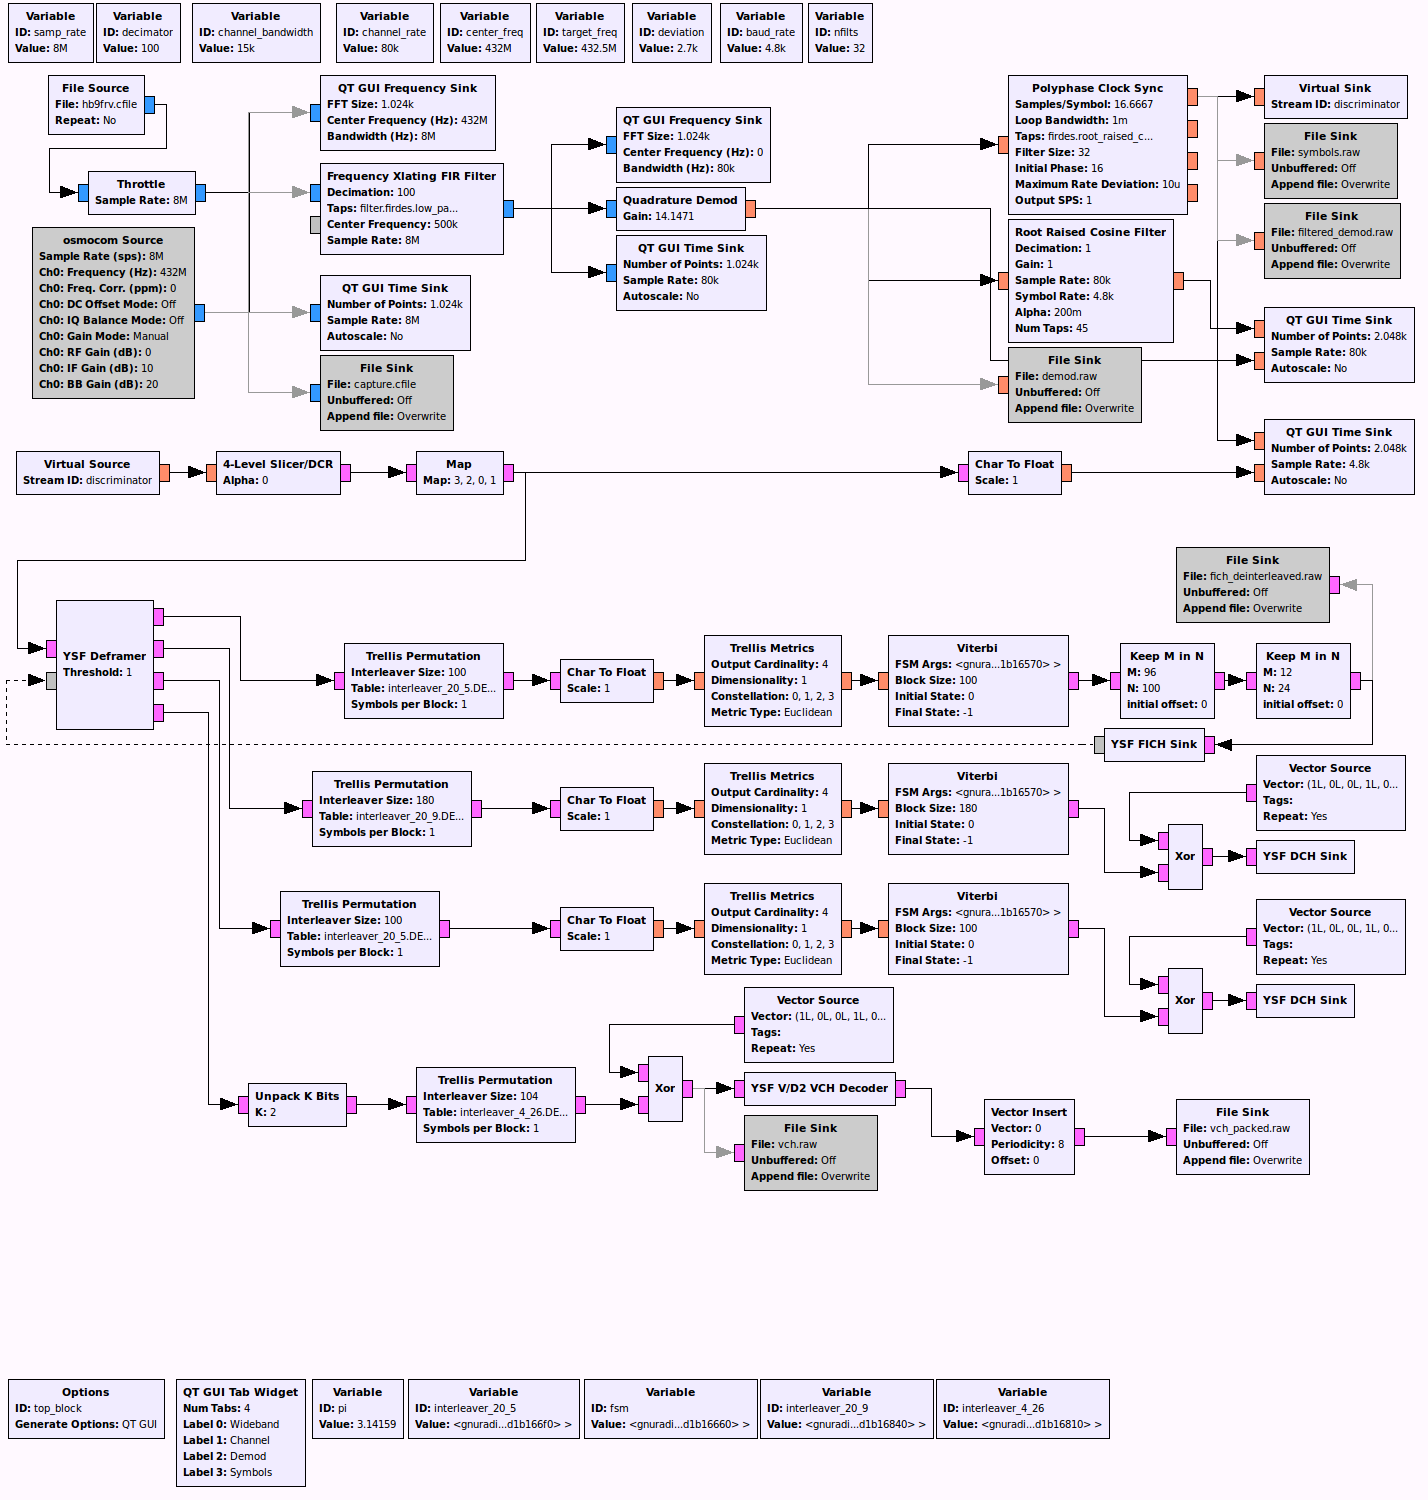 Variable
ID: samp_rate
Value: 8M
Variable
ID: decimator
Value: 100
Variable
ID: channel_bandwidth
Value: 15k
Variable
ID: channel_rate
Value: 80k
Variable
ID: center_freq
Value: 432M
Variable
ID: target_freq
Value: 432.5M
Variable
ID: deviation
Value: 2.7k
Variable
ID: baud_rate
Value: 4.8k
Variable
ID: nfilts
Value: 32
File Source
File: hb9frv.cfile
Repeat: No
Throttle
Sample Rate: 8M
osmocom Source
Sample Rate (sps): 8M
Ch0: Frequency (Hz): 432M
Ch0: Freq. Corr. (ppm): 0
Ch0: DC Offset Mode: Off
Ch0: IQ Balance Mode: Off
Ch0: Gain Mode: Manual
Ch0: RF Gain (dB): 0
Ch0: IF Gain (dB): 10
Ch0: BB Gain (dB): 20
QT GUI Frequency Sink
FFT Size: 1.024k
Center Frequency (Hz): 432M
Bandwidth (Hz): 8M
Frequency Xlating FIR Filter
Decimation: 100
Taps: filter.firdes.low_pa...
Center Frequency: 500k
Sample Rate: 8M
QT GUI Time Sink
Number of Points: 1.024k
Sample Rate: 8M
Autoscale: No
File Sink
File: capture.cfile
Unbuffered: Off
Append file: Overwrite
QT GUI Frequency Sink
FFT Size: 1.024k
Center Frequency (Hz): 0
Bandwidth (Hz): 80k
Quadrature Demod
Gain: 14.1471
QT GUI Time Sink
Number of Points: 1.024k
Sample Rate: 80k
Autoscale: No
Polyphase Clock Sync
Samples/Symbol: 16.6667
Loop Bandwidth: 1m
Taps: firdes.root_raised_c...
Filter Size: 32
Initial Phase: 16
Maximum Rate Deviation: 10u
Output SPS: 1
Root Raised Cosine Filter
Decimation: 1
Gain: 1
Sample Rate: 80k
Symbol Rate: 4.8k
Alpha: 200m
Num Taps: 45
File Sink
File: demod.raw
Unbuffered: Off
Append file: Overwrite
Virtual Sink
Stream ID: discriminator
File Sink
File: symbols.raw
Unbuffered: Off
Append file: Overwrite
File Sink
File: filtered_demod.raw
Unbuffered: Off
Append file: Overwrite
QT GUI Time Sink
Number of Points: 2.048k
Sample Rate: 80k
Autoscale: No
QT GUI Time Sink
Number of Points: 2.048k
Sample Rate: 4.8k
Autoscale: No
Virtual Source
Stream ID: discriminator
4-Level Slicer/DCR
Alpha: 0
Map
Map: 3, 2, 0, 1
Char To Float
Scale: 1
File Sink
File: fich_deinterleaved.raw
Unbuffered: Off
Append file: Overwrite
YSF Deframer
Threshold: 1
Trellis Permutation
Interleaver Size: 100
Table: interleaver_20_5.DE...
Symbols per Block: 1
Char To Float
Scale: 1
Trellis Metrics
Output Cardinality: 4
Dimensionality: 1
Constellation: 0, 1, 2, 3
Metric Type: Euclidean
Viterbi
FSM Args: <gnura...1b16570> >
Block Size: 100
Initial State: 0
Final State: -1
Keep M in N
M: 96
N: 100
initial offset: 0
Keep M in N
M: 12
N: 24
initial offset: 0
YSF FICH Sink
Trellis Permutation
Interleaver Size: 180
Table: interleaver_20_9.DE...
Symbols per Block: 1
Char To Float
Scale: 1
Trellis Metrics
Output Cardinality: 4
Dimensionality: 1
Constellation: 0, 1, 2, 3
Metric Type: Euclidean
Viterbi
FSM Args: <gnura...1b16570> >
Block Size: 180
Initial State: 0
Final State: -1
Vector Source
Vector: (1L, 0L, 0L, 1L, 0...
Tags:
Repeat: Yes
Xor
YSF DCH Sink
Trellis Permutation
Interleaver Size: 100
Table: interleaver_20_5.DE...
Symbols per Block: 1
Char To Float
Scale: 1
Trellis Metrics
Output Cardinality: 4
Dimensionality: 1
Constellation: 0, 1, 2, 3
Metric Type: Euclidean
Viterbi
FSM Args: <gnura...1b16570> >
Block Size: 100
Initial State: 0
Final State: -1
Vector Source
Vector: (1L, 0L, 0L, 1L, 0...
Tags:
Repeat: Yes
Xor
YSF DCH Sink
Unpack K Bits
K: 2
Trellis Permutation
Interleaver Size: 104
Table: interleaver_4_26.DE...
Symbols per Block: 1
Vector Source
Vector: (1L, 0L, 0L, 1L, 0...
Tags:
Repeat: Yes
Xor
YSF V/D2 VCH Decoder
File Sink
File: vch.raw
Unbuffered: Off
Append file: Overwrite
Vector Insert
Vector: 0
Periodicity: 8
Offset: 0
File Sink
File: vch_packed.raw
Unbuffered: Off
Append file: Overwrite
Options
ID: top_block
Generate Options: QT GUI
QT GUI Tab Widget
Num Tabs: 4
Label 0: Wideband
Label 1: Channel
Label 2: Demod
Label 3: Symbols
Variable
ID: pi
Value: 3.14159
Variable
ID: interleaver_20_5
Value: <gnuradi...d1b166f0> >
Variable
ID: fsm
Value: <gnuradi...d1b16660> >
Variable
ID: interleaver_20_9
Value: <gnuradi...d1b16840> >
Variable
ID: interleaver_4_26
Value: <gnuradi...d1b16810> >